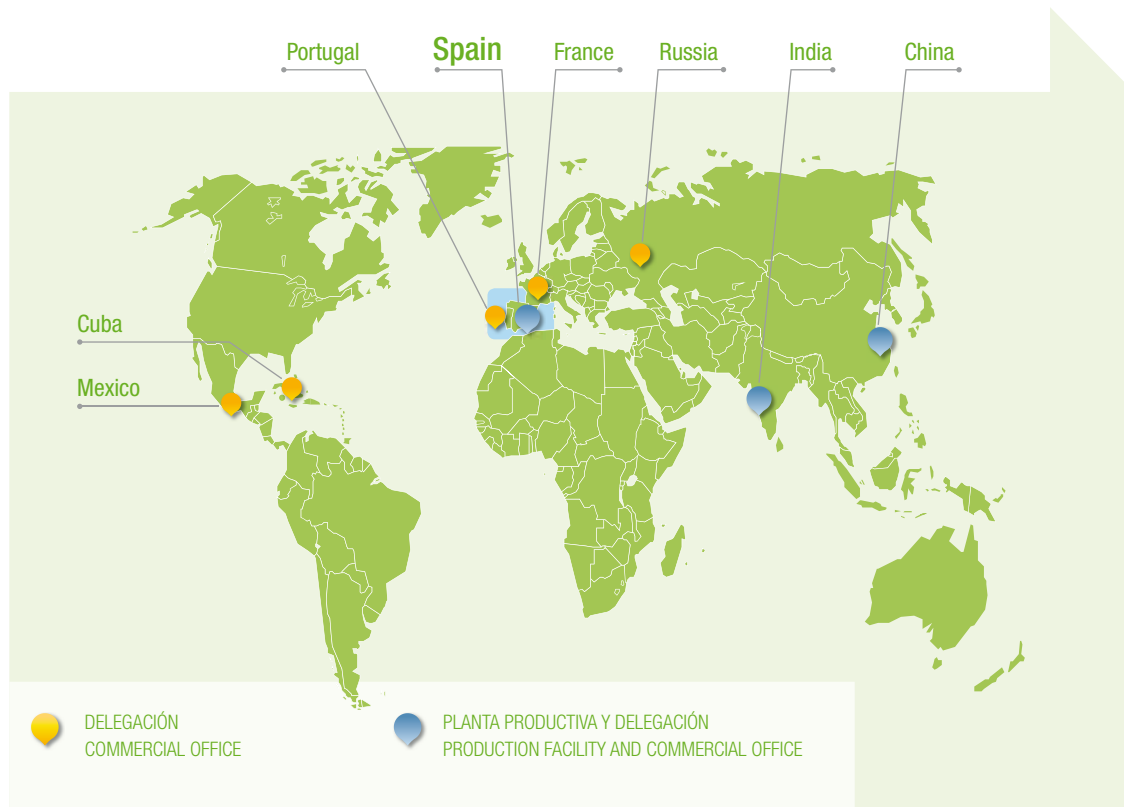 Portugal
Spain
France
Russia
India
China
Cuba
Mexico
DELEGACIÓN
COMMERCIAL OFFICE
PLANTA PRODUCTIVA Y DELEGACIÓN
PRODUCTION FACILITY AND COMMERCIAL OFFICE